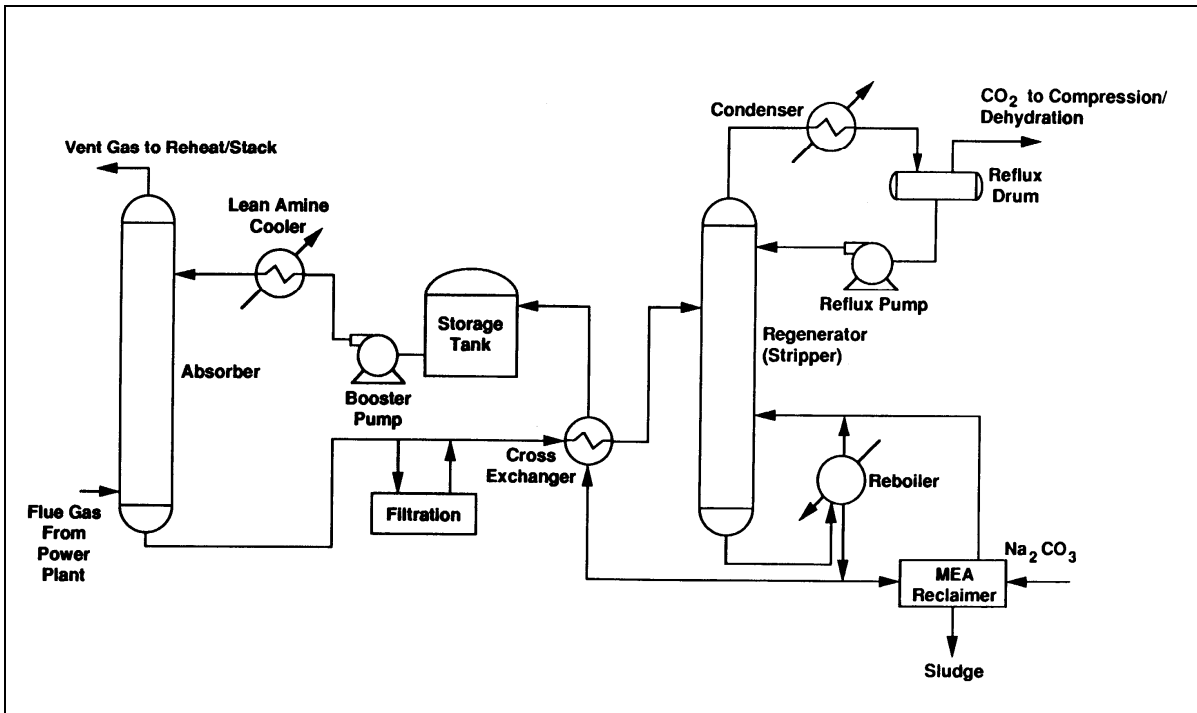 Condenser
CO2 to Compression/
Dehydration
Vent Gas to Reheat/Stack
Reflux
Drum
Lean Amine
Cooler
Reflux Pump
Storage
Tank
Regenerator
(Stripper)
Absorber
Booster
Pump
Cross
Exchanger
Reboiler
Flue Gas
From
Power
Plant
Filtration
Na2CO3
MEA
Reclaimer
Sludge